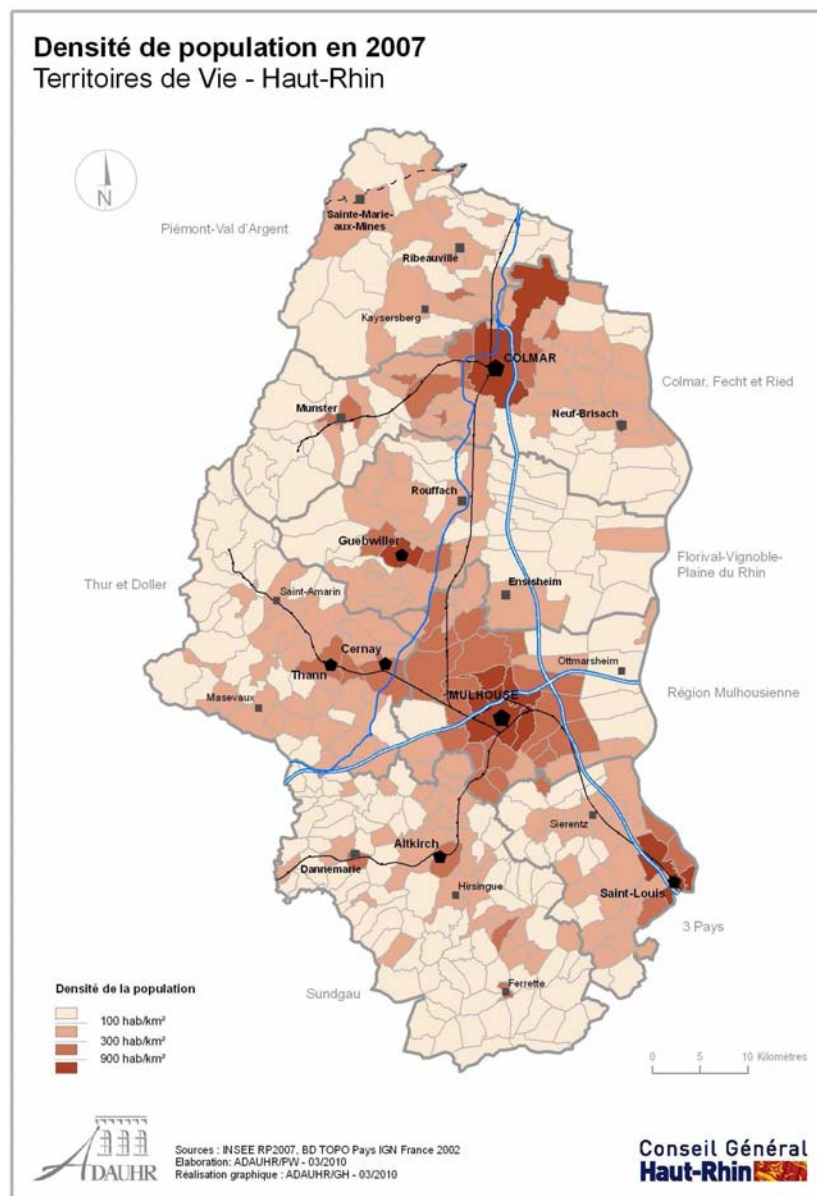 Densité de population en 2007
Territoires de Vie - Haut-Rhin
N
Piémont-Val d'Argent
Sainte-Marie-
aux-Mines
Ribeauvillé
Kaysersberg
COLMAR
Colmar, Fecht et Ried
Munster
Neuf-Brisach
Rouffach
Guebwiller
Florival-Vignoble-
Plaine du Rhin
Thur et Doller
Saint-Amarin
Ensisheim
Cernay
Thann
Ottmarsheim
Masevaux
MULHOUSE
Région Mulhousienne
Sierentz
Altkirch
Dannemarie
Hirsingue
Saint-Louis
3 Pays
Sundgau
Ferrette
Densité de la population
100 hab/km²
300 hab/km²
900 hab/km²
0 5 10 Kilomètres
ADAUHR
Sources : INSEE RP2007, BD TOPO Pays IGN France 2002
Elaboration: ADAUHR/PW - 03/2010
Réalisation graphique : ADAUHR/GH - 03/2010
Conseil Général
Haut-Rhin